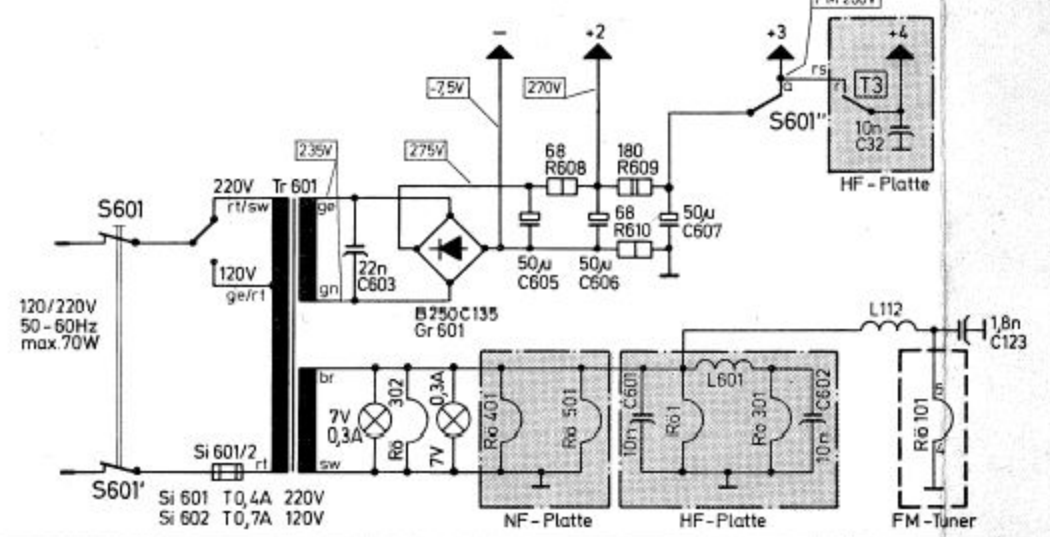 FM 230V
−
+2
+3
+4
-7,5V
270V
rs
a
r1
T3
S601"
10n
C32
235V
275V
68
R608
180
R609
HF-Platte
220V
Tr 601
rt/sw
ge
S601
68
R610
50µ
C607
120V
ge/rt
22n
C603
50µ
C605
50µ
C606
gn
B250C135
Gr 601
120/220V
50-60Hz
max.70W
L112
1,8n
C123
br
7V
0,3A
Rö 302
0,3A
7V
Rö 401
Rö 501
C601
10n
Rö1
L601
Rö 301
C602
10n
Rö 101
5
Si 601/2
rt
sw
S601'
Si 601 T0,4A 220V
Si 602 T0,7A 120V
NF-Platte
HF-Platte
FM-Tuner